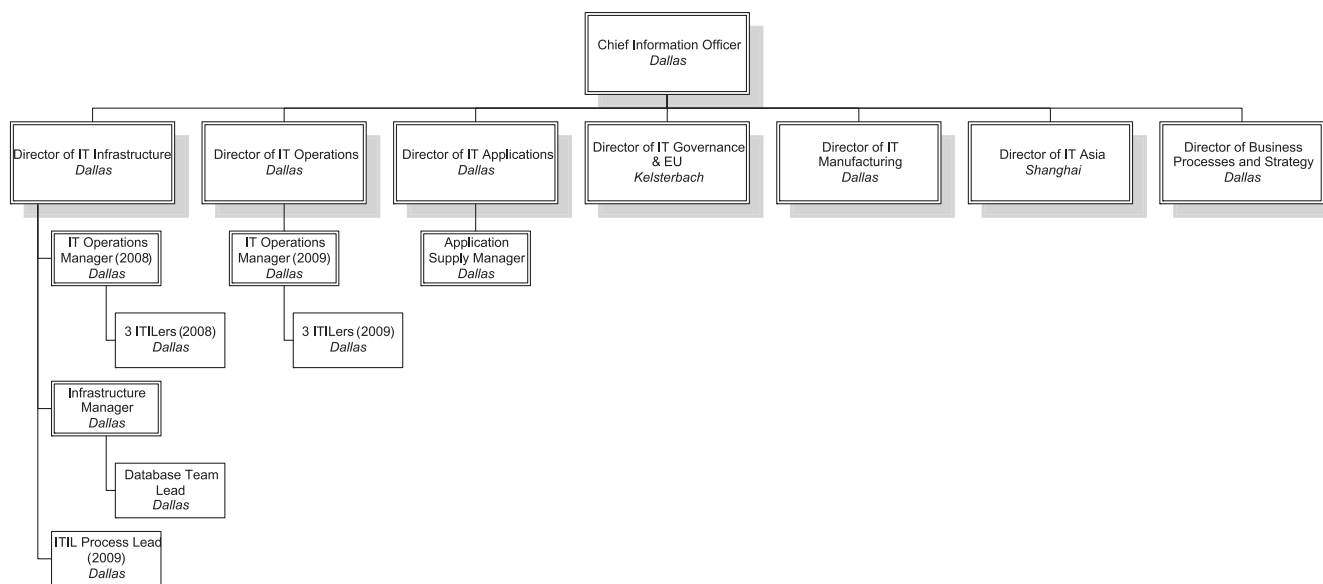 Chief Information Officer
Dallas
Director of IT Infrastructure
Dallas
Director of IT Operations
Dallas
Director of IT Applications
Dallas
Director of IT Governance
& EU
Kelsterbach
Director of IT
Manufacturing
Dallas
Director of IT Asia
Shanghai
Director of Business
Processes and Strategy
Dallas
IT Operations
Manager (2008)
Dallas
IT Operations
Manager (2009)
Dallas
Application
Supply Manager
Dallas
3 ITILers (2008)
Dallas
3 ITILers (2009)
Dallas
Infrastructure
Manager
Dallas
Database Team
Lead
Dallas
ITIL Process Lead
(2009)
Dallas